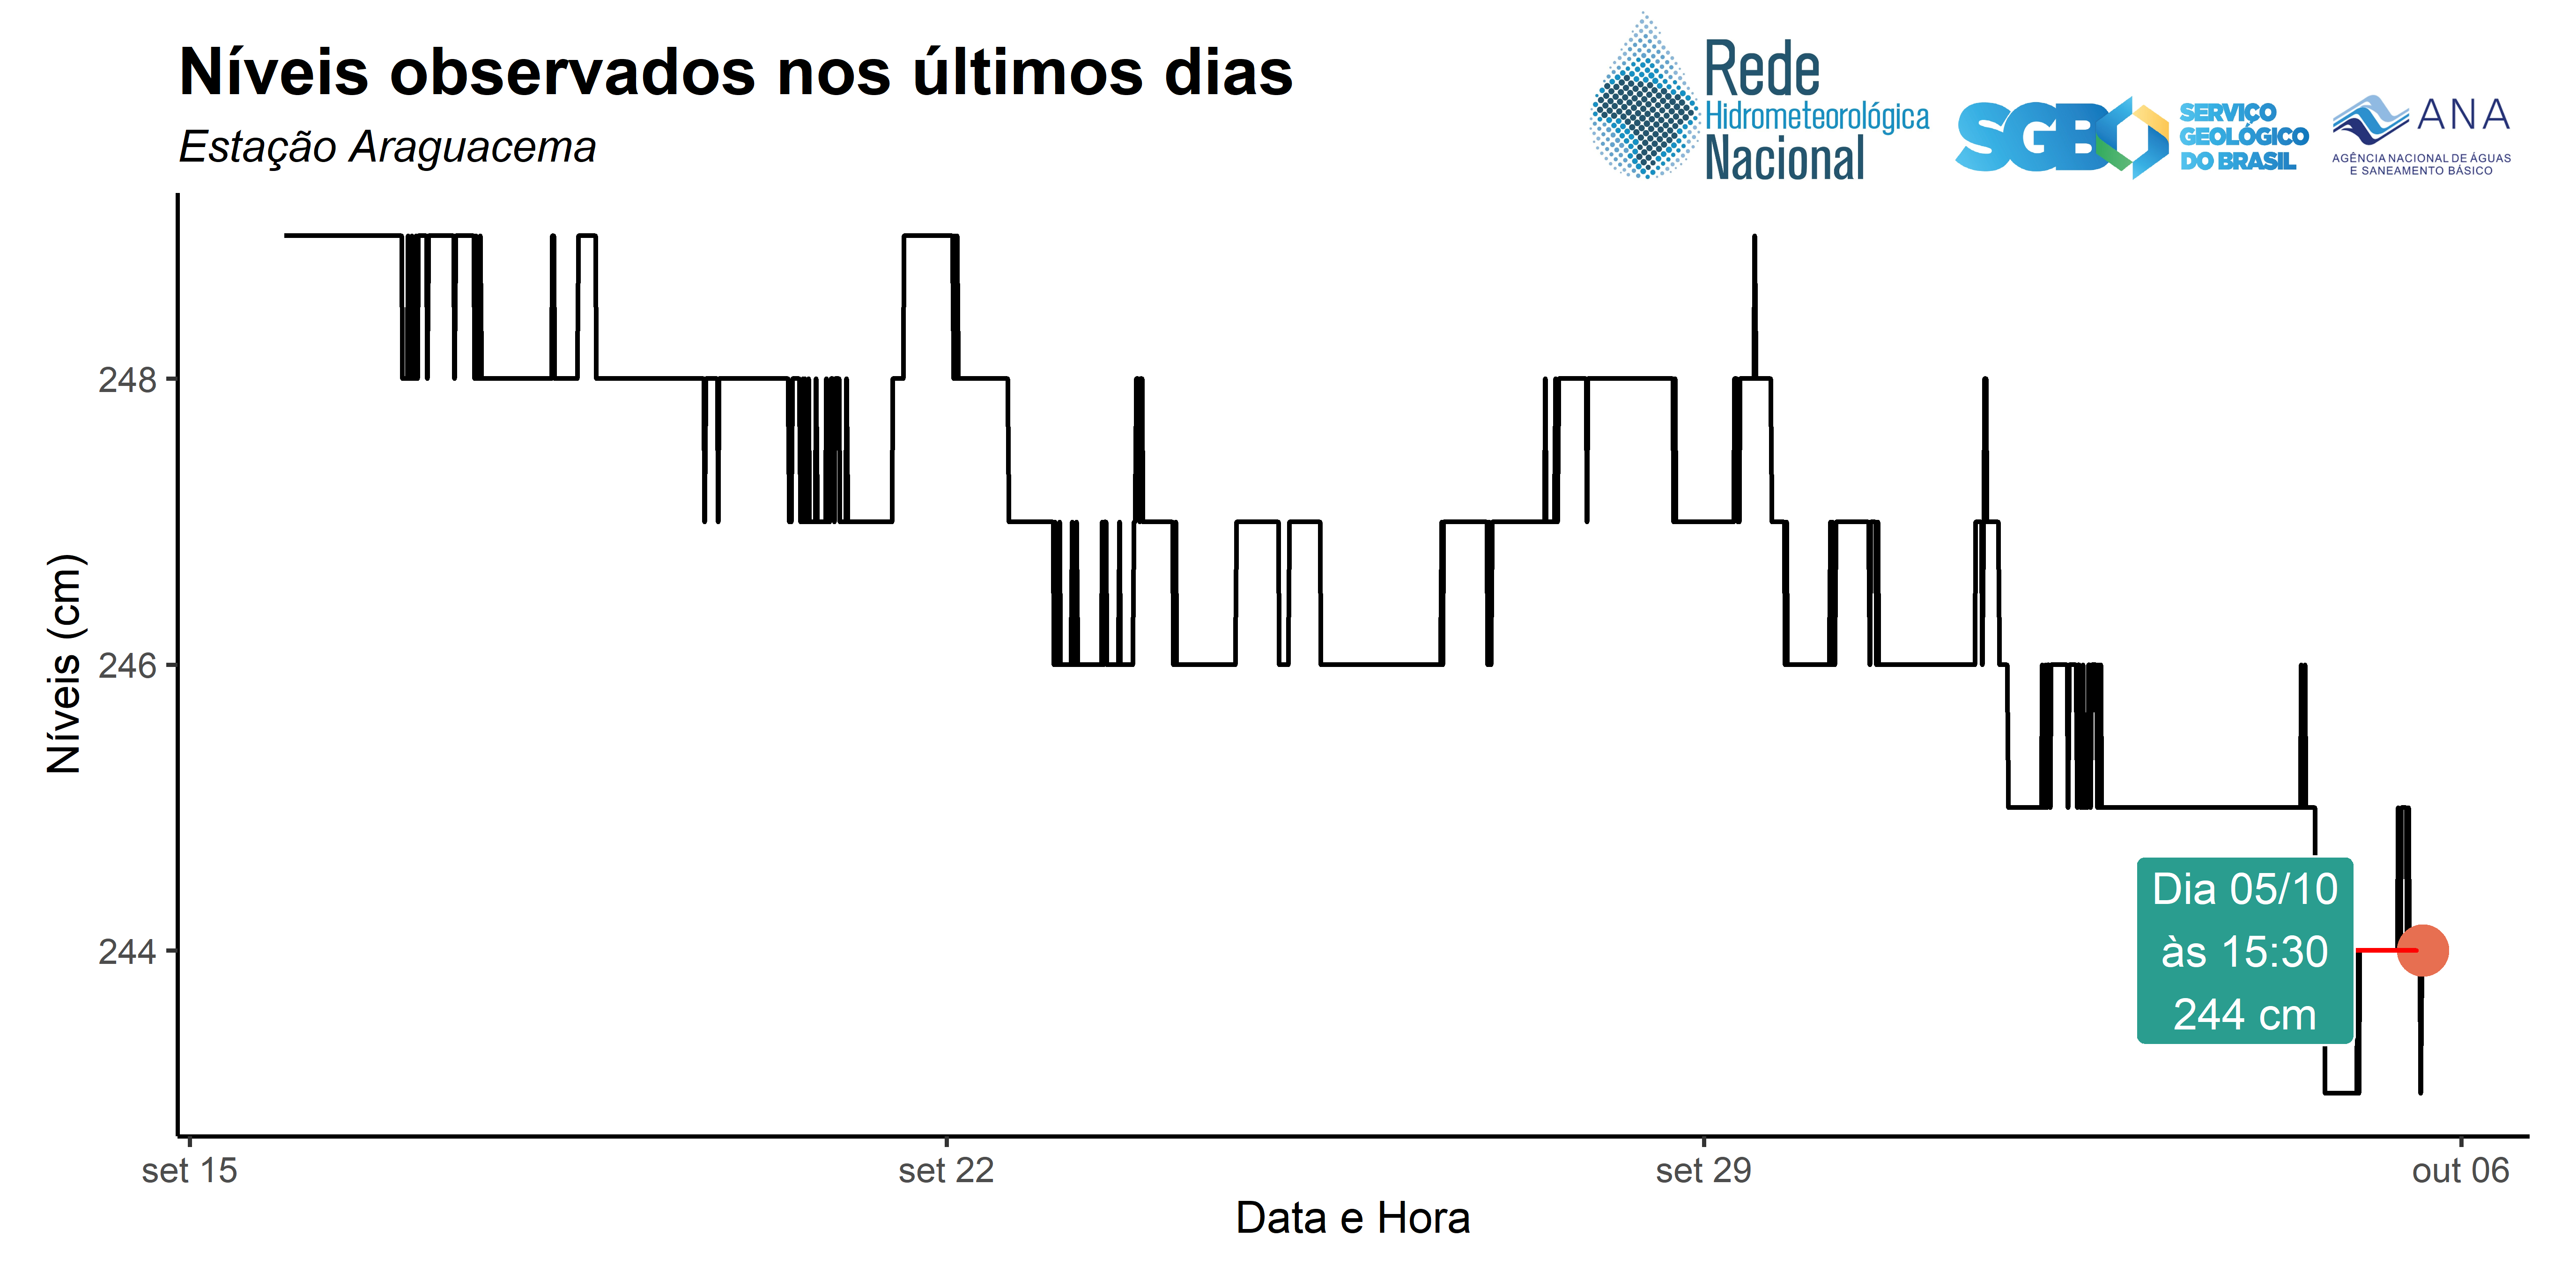 Níveis observados nos últimos dias
Estação Araguacema
Rede
Hidrometeorológica
Nacional
SGB
SERVIÇO
GEOLÓGICO
DO BRASIL
ANA
AGÊNCIA NACIONAL DE ÁGUAS
E SANEAMENTO BÁSICO
Níveis (cm)
248
246
244
Dia 05/10
às 15:30
244 cm
set 15
set 22
set 29
out 06
Data e Hora